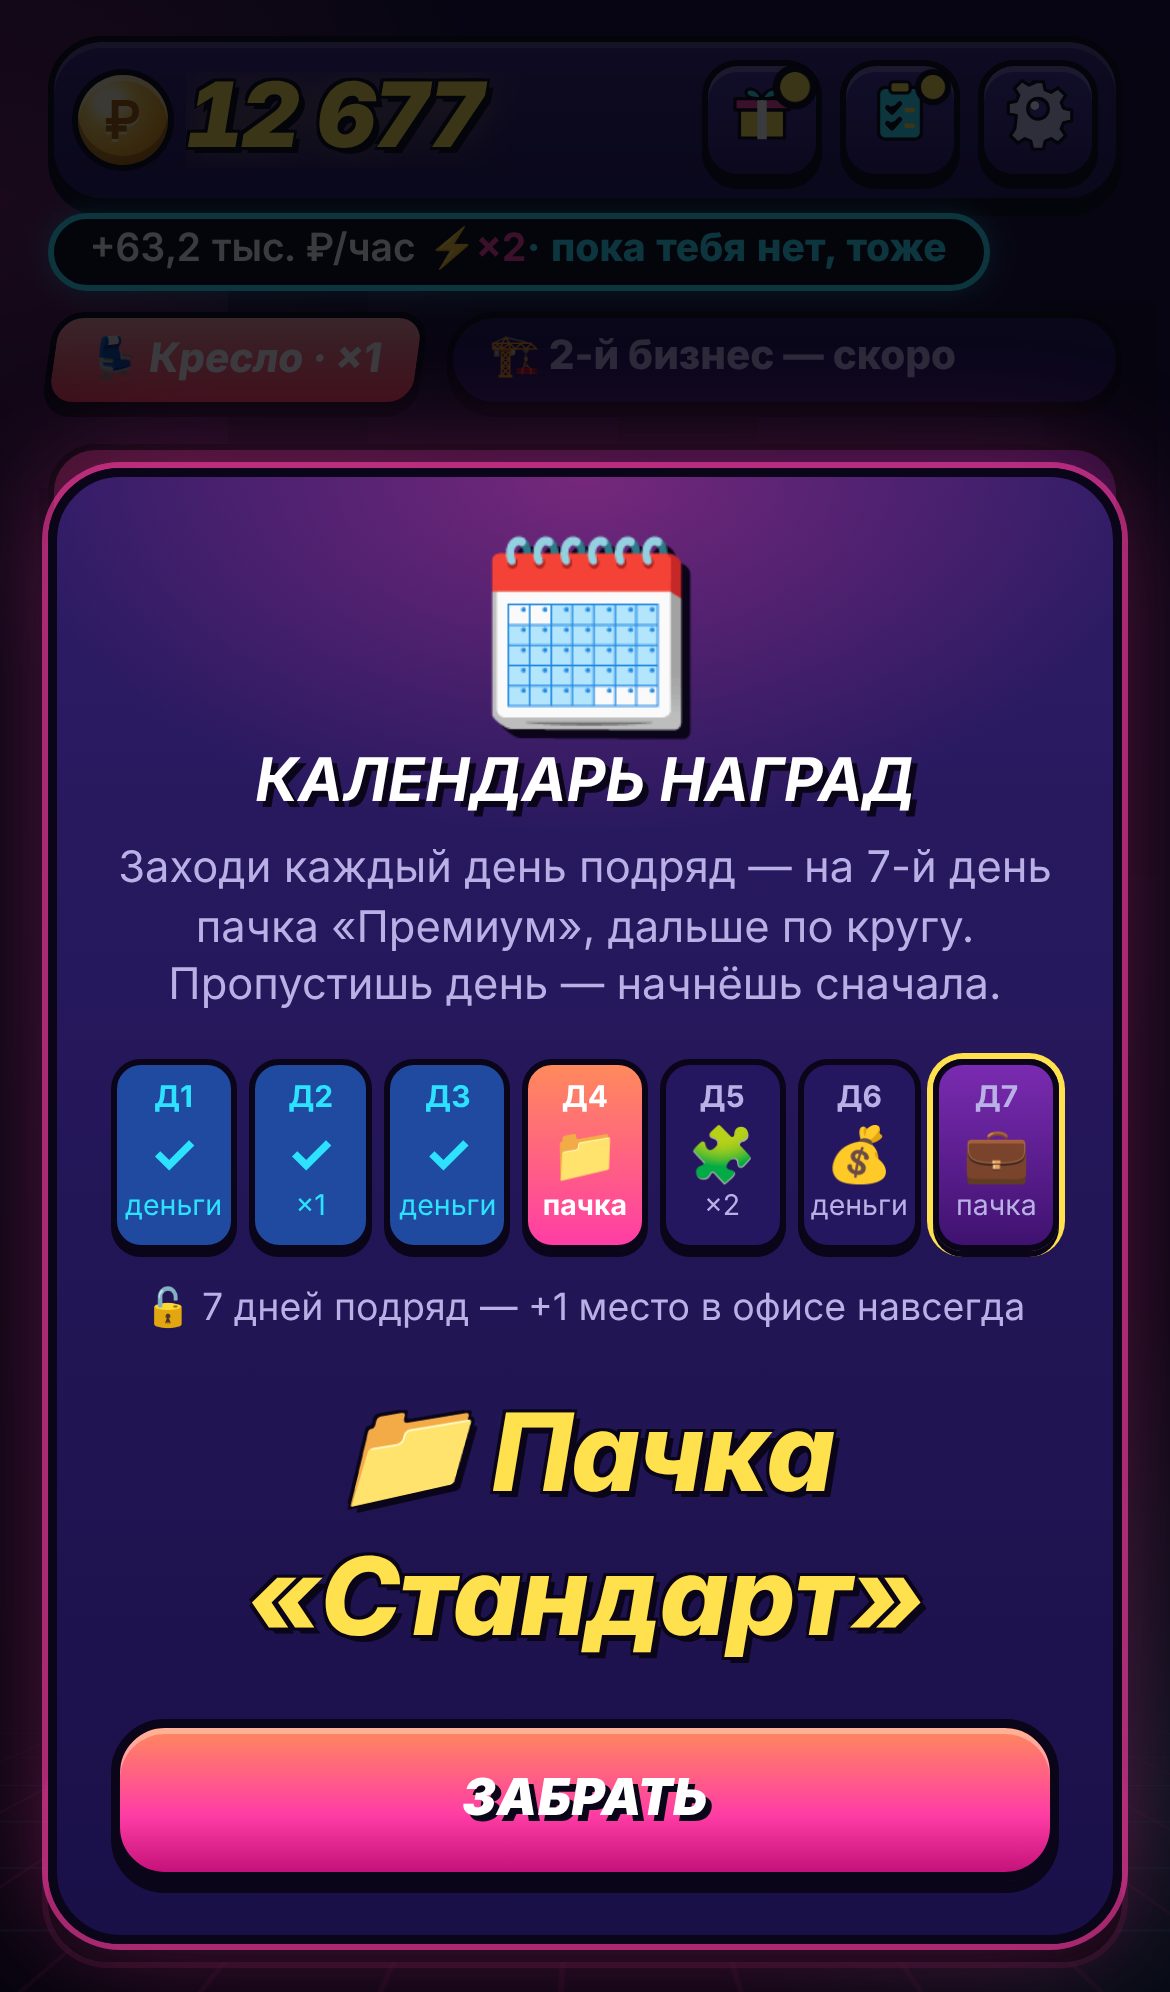 ₽ 12 677
+63,2 тыс. ₽/час ⚡×2 · пока тебя нет, тоже
Кресло · ×1
2-й бизнес — скоро
КАЛЕНДАРЬ НАГРАД
Заходи каждый день подряд — на 7-й день
пачка «Премиум», дальше по кругу.
Пропустишь день — начнёшь сначала.
Д1 Д2 Д3 Д4 Д5 Д6 Д7
деньги ×1 деньги пачка ×2 деньги пачка
7 дней подряд — +1 место в офисе навсегда
Пачка
«Стандарт»
ЗАБРАТЬ